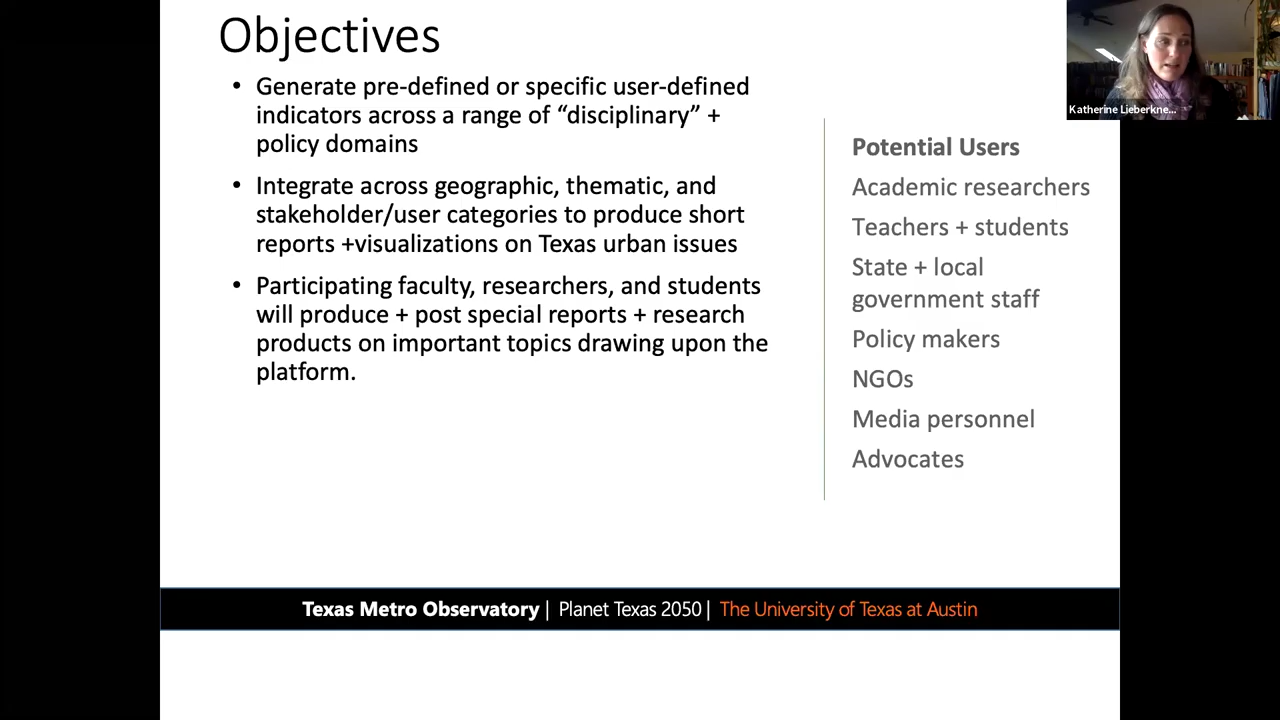 Objectives
• Generate pre-defined or specific user-defined
indicators across a range of “disciplinary” +
policy domains
• Integrate across geographic, thematic, and
stakeholder/user categories to produce short
reports +visualizations on Texas urban issues
• Participating faculty, researchers, and students
will produce + post special reports + research
products on important topics drawing upon the
platform.
Potential Users
Academic researchers
Teachers + students
State + local
government staff
Policy makers
NGOs
Media personnel
Advocates
Katherine Lieberkne...
Texas Metro Observatory | Planet Texas 2050 | The University of Texas at Austin